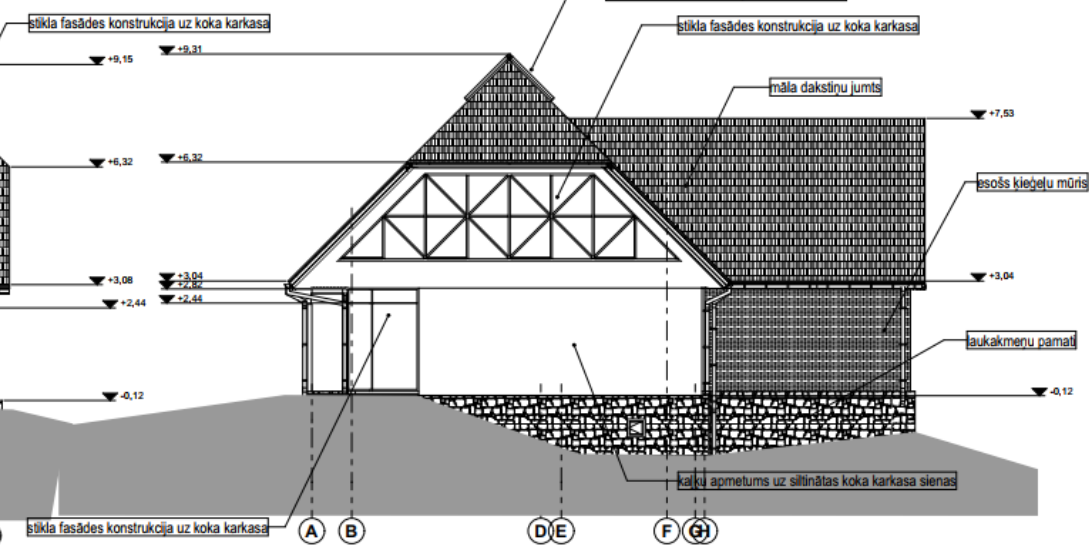 stikla fasādes konstrukcija uz koka karkasa
stikla fasādes konstrukcija uz koka karkasa
+9,15
+9,31
māla dakstiņu jumts
+7,53
+6,32
+6,32
esošs ķieģeļu mūris
+3,08
+3,04
+2,82
+3,04
+2,44
+2,44
laukakmeņu pamati
-0,12
-0,12
kaļķu apmetums uz siltinātas koka karkasa sienas
stikla fasādes konstrukcija uz koka karkasa
A B D E F G H